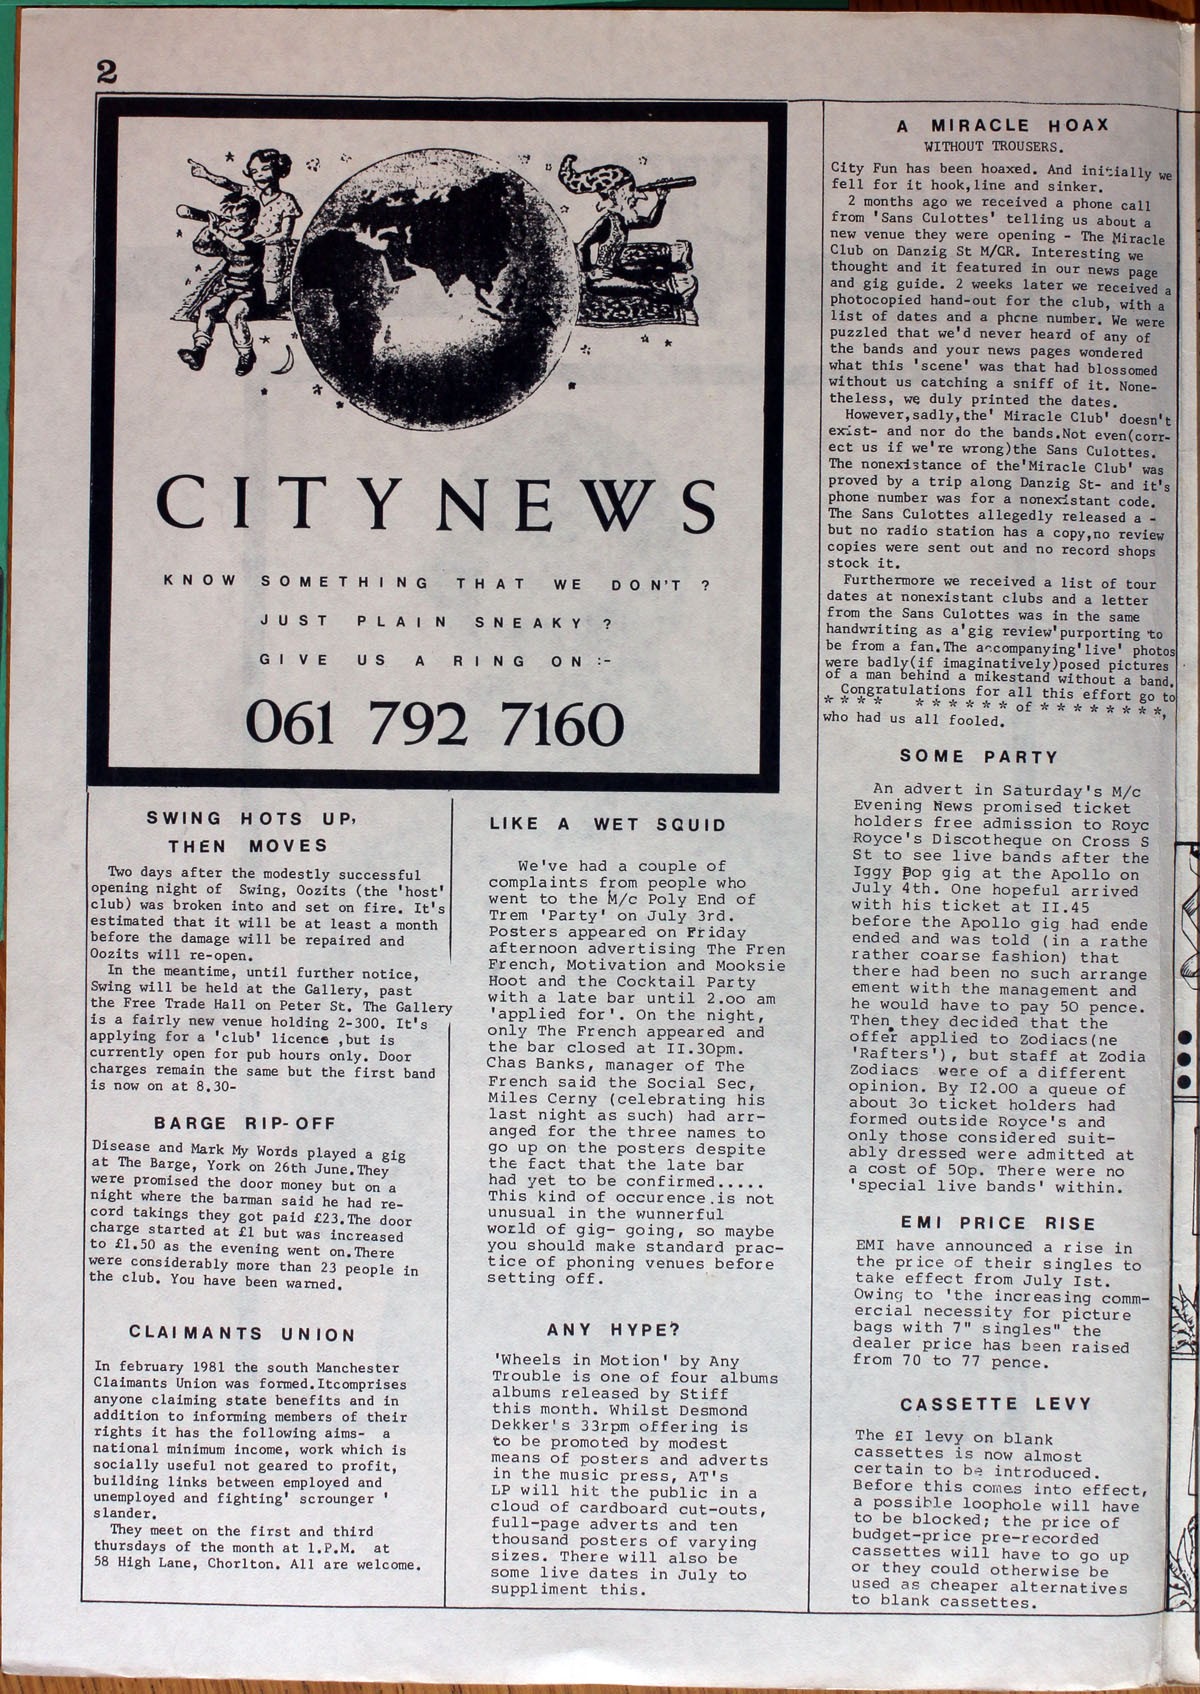 2
CITY NEWS
KNOW SOMETHING THAT WE DON'T ?
JUST PLAIN SNEAKY ?
GIVE US A RING ON :-
061 792 7160
SWING HOTS UP,
THEN MOVES
Two days after the modestly successful
opening night of Swing, Oozits (the 'host'
club) was broken into and set on fire. It's
estimated that it will be at least a month
before the damage will be repaired and
Oozits will re-open.
In the meantime, until further notice,
Swing will be held at the Gallery, past
the Free Trade Hall on Peter St. The Gallery
is a fairly new venue holding 2-300. It's
applying for a 'club' licence ,but is
currently open for pub hours only. Door
charges remain the same but the first band
is now on at 8.30-
BARGE RIP-OFF
Disease and Mark My Words played a gig
at The Barge, York on 26th June.They
were promised the door money but on a
night where the barman said he had re-
cord takings they got paid £23.The door
charge started at £1 but was increased
to £1.50 as the evening went on.There
were considerably more than 23 people in
the club. You have been warned.
CLAIMANTS UNION
In february 1981 the south Manchester
Claimants Union was formed.Itcomprises
anyone claiming state benefits and in
addition to informing members of their
rights it has the following aims- a
national minimum income, work which is
socially useful not geared to profit,
building links between employed and
unemployed and fighting' scrounger '
slander.
They meet on the first and third
thursdays of the month at 1.P.M. at
58 High Lane, Chorlton. All are welcome.
LIKE A WET SQUID
We've had a couple of
complaints from people who
went to the M/c Poly End of
Trem 'Party' on July 3rd.
Posters appeared on Friday
afternoon advertising The Fren
French, Motivation and Mooksie
Hoot and the Cocktail Party
with a late bar until 2.oo am
'applied for'. On the night,
only The French appeared and
the bar closed at II.30pm.
Chas Banks, manager of The
French said the Social Sec,
Miles Cerny (celebrating his
last night as such) had arr-
anged for the three names to
go up on the posters despite
the fact that the late bar
had yet to be confirmed.....
This kind of occurence.is not
unusual in the wunnerful
world of gig- going, so maybe
you should make standard prac-
tice of phoning venues before
setting off.
ANY HYPE?
'Wheels in Motion' by Any
Trouble is one of four albums
albums released by Stiff
this month. Whilst Desmond
Dekker's 33rpm offering is
to be promoted by modest
means of posters and adverts
in the music press, AT's
LP will hit the public in a
cloud of cardboard cut-outs,
full-page adverts and ten
thousand posters of varying
sizes. There will also be
some live dates in July to
suppliment this.
A MIRACLE HOAX
WITHOUT TROUSERS.
City Fun has been hoaxed. And initially we
fell for it hook,line and sinker.
2 months ago we received a phone call
from 'Sans Culottes' telling us about a
new venue they were opening - The Miracle
Club on Danzig St M/CR. Interesting we
thought and it featured in our news page
and gig guide. 2 weeks later we received a
photocopied hand-out for the club, with a
list of dates and a phone number. We were
puzzled that we'd never heard of any of
the bands and your news pages wondered
what this 'scene' was that had blossomed
without us catching a sniff of it. None-
theless, we duly printed the dates.
However,sadly,the' Miracle Club' doesn't
exist- and nor do the bands.Not even(corr-
ect us if we're wrong)the Sans Culottes.
The nonexistance of the'Miracle Club' was
proved by a trip along Danzig St- and it's
phone number was for a nonexistant code.
The Sans Culottes allegedly released a -
but no radio station has a copy,no review
copies were sent out and no record shops
stock it.
Furthermore we received a list of tour
dates at nonexistant clubs and a letter
from the Sans Culottes was in the same
handwriting as a'gig review'purporting to
be from a fan.The accompanying'live' photos
were badly(if imaginatively)posed pictures
of a man behind a mikestand without a band.
Congratulations for all this effort go to
* * * * * * * * * * of * * * * * * * *,
who had us all fooled.
SOME PARTY
An advert in Saturday's M/c
Evening News promised ticket
holders free admission to Royc
Royce's Discotheque on Cross S
St to see live bands after the
Iggy Pop gig at the Apollo on
July 4th. One hopeful arrived
with his ticket at II.45
before the Apollo gig had ende
ended and was told (in a rathe
rather coarse fashion) that
there had been no such arrange
ement with the management and
he would have to pay 50 pence.
Then they decided that the
offer applied to Zodiacs(ne
'Rafters'), but staff at Zodia
Zodiacs were of a different
opinion. By I2.00 a queue of
about 3o ticket holders had
formed outside Royce's and
only those considered suit-
ably dressed were admitted at
a cost of 50p. There were no
'special live bands' within.
EMI PRICE RISE
EMI have announced a rise in
the price of their singles to
take effect from July Ist.
Owing to 'the increasing comm-
ercial necessity for picture
bags with 7" singles" the
dealer price has been raised
from 70 to 77 pence.
CASSETTE LEVY
The £I levy on blank
cassettes is now almost
certain to be introduced.
Before this comes into effect,
a possible loophole will have
to be blocked; the price of
budget-price pre-recorded
cassettes will have to go up
or they could otherwise be
used as cheaper alternatives
to blank cassettes.